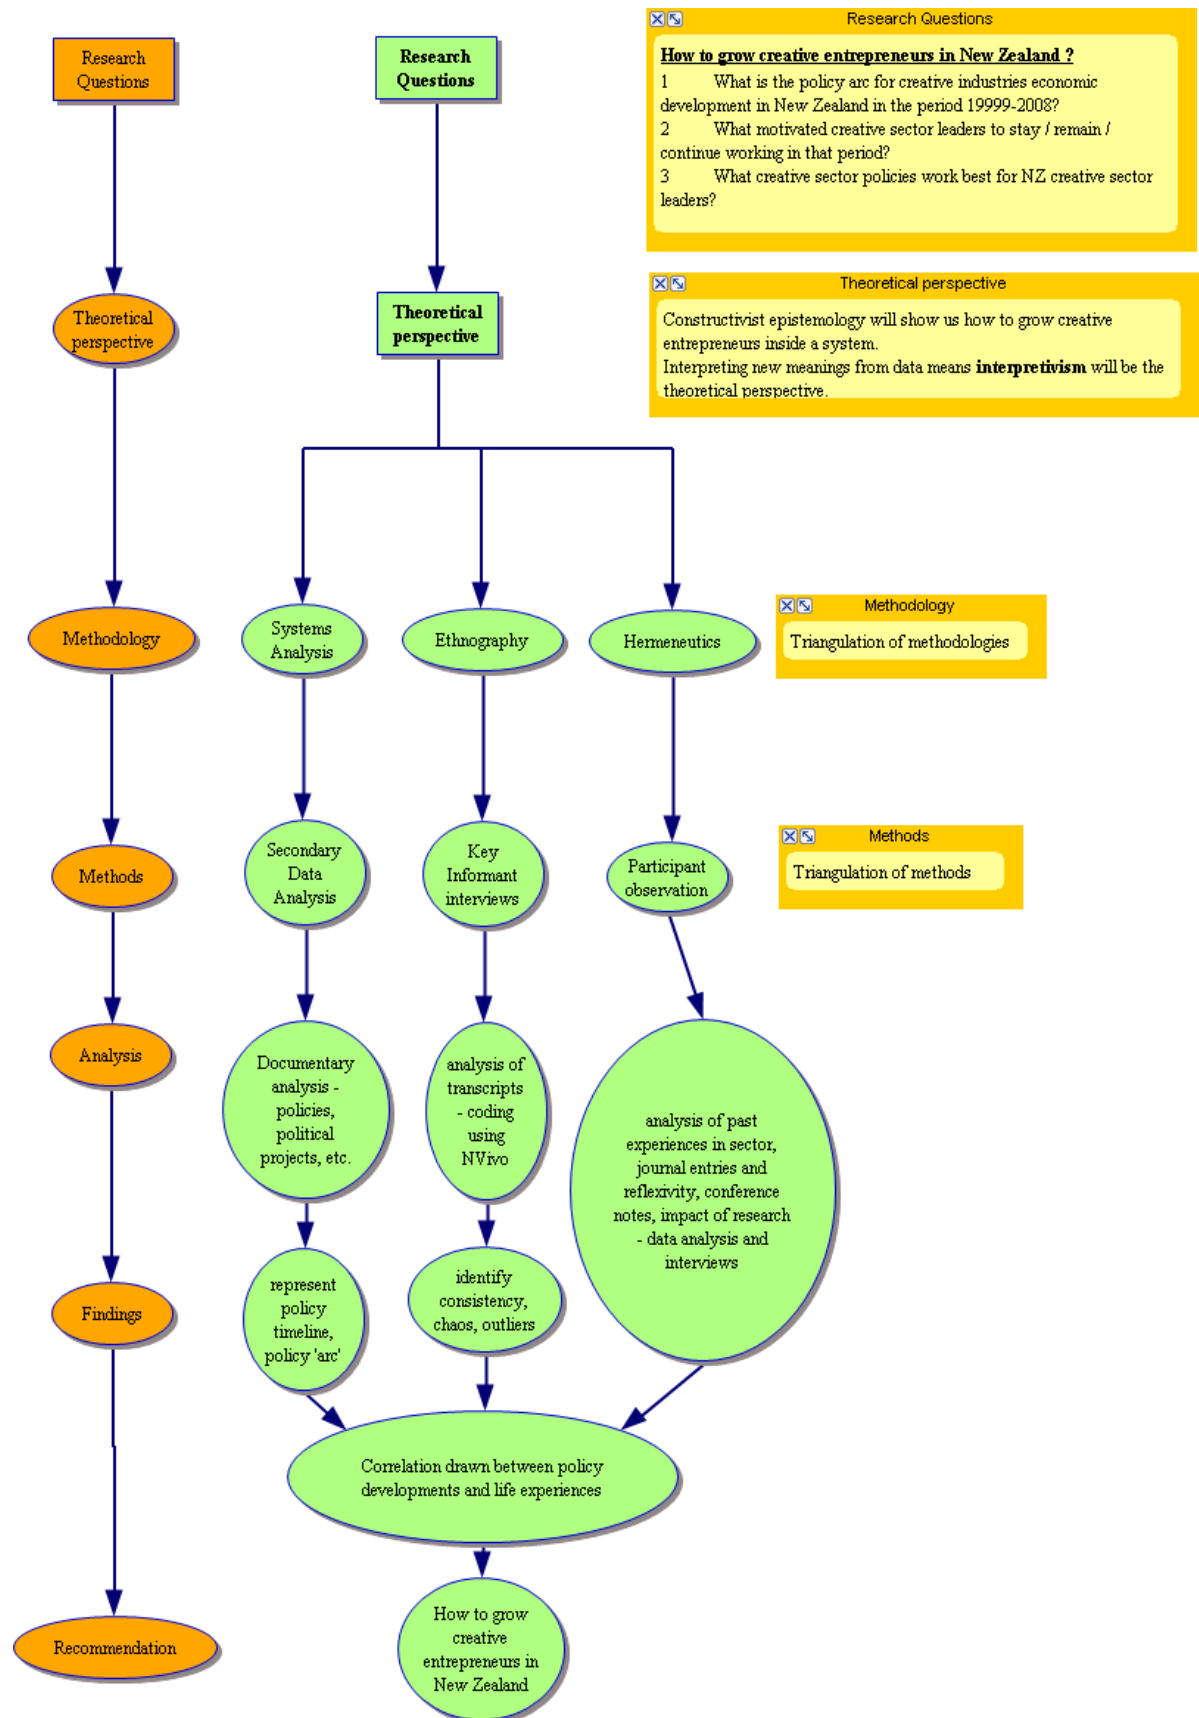 Research
Questions
Theoretical
perspective
Methodology
Methods
Analysis
Findings
Recommendation
Research
Questions
Theoretical
perspective
Systems
Analysis
Ethnography
Hermeneutics
Secondary
Data
Analysis
Key
Informant
interviews
Participant
observation
Documentary
analysis -
policies,
political
projects, etc.
analysis of
transcripts
- coding
using
NVivo
analysis of past
experiences in sector,
journal entries and
reflexivity, conference
notes, impact of research
- data analysis and
interviews
represent
policy
timeline,
policy 'arc'
identify
consistency,
chaos, outliers
Correlation drawn between policy
developments and life experiences
How to grow
creative
entrepreneurs in
New Zealand
Research Questions
How to grow creative entrepreneurs in New Zealand ?
1 What is the policy arc for creative industries economic
development in New Zealand in the period 19999-2008?
2 What motivated creative sector leaders to stay / remain /
continue working in that period?
3 What creative sector policies work best for NZ creative sector
leaders?
Theoretical perspective
Constructivist epistemology will show us how to grow creative
entrepreneurs inside a system.
Interpreting new meanings from data means interpretivism will be the
theoretical perspective.
Methodology
Triangulation of methodologies
Methods
Triangulation of methods